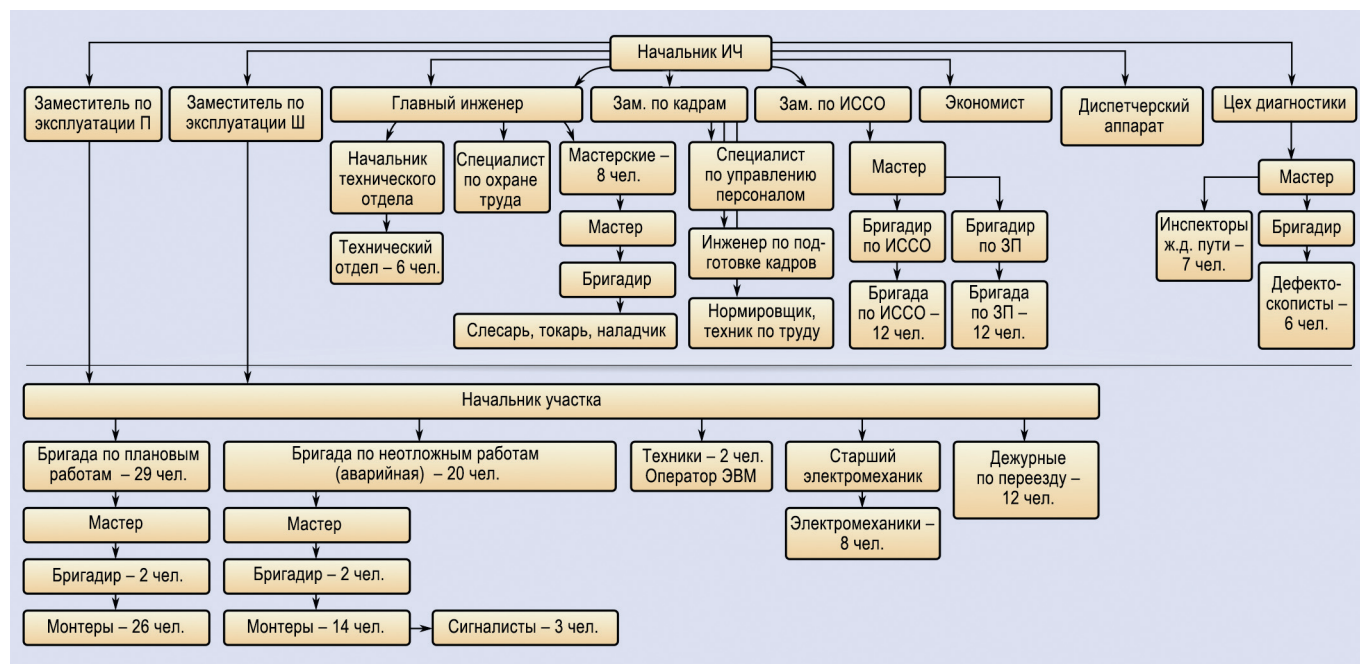 Начальник ИЧ
Заместитель по
эксплуатации П
Заместитель по
эксплуатации Ш
Главный инженер
Зам. по кадрам
Зам. по ИССО
Экономист
Диспетчерский
аппарат
Цех диагностики
Начальник
технического
отдела
Технический
отдел – 6 чел.
Специалист
по охране
труда
Мастерские –
8 чел.
Мастер
Бригадир
Слесарь, токарь, наладчик
Специалист
по управлению
персоналом
Инженер по под-
готовке кадров
Нормировщик,
техник по труду
Мастер
Бригадир
по ИССО
Бригада
по ИССО –
12 чел.
Бригадир
по ЗП
Бригада
по ЗП –
12 чел.
Мастер
Инспекторы
ж.д. пути –
7 чел.
Бригадир
Дефекто-
скописты –
6 чел.
Начальник участка
Бригада по плановым
работам – 29 чел.
Мастер
Бригадир – 2 чел.
Монтеры – 26 чел.
Бригада по неотложным работам
(аварийная) – 20 чел.
Мастер
Бригадир – 2 чел.
Монтеры – 14 чел.
Сигналисты – 3 чел.
Техники – 2 чел.
Оператор ЭВМ
Старший
электромеханик
Электромеханики –
8 чел.
Дежурные
по переезду –
12 чел.